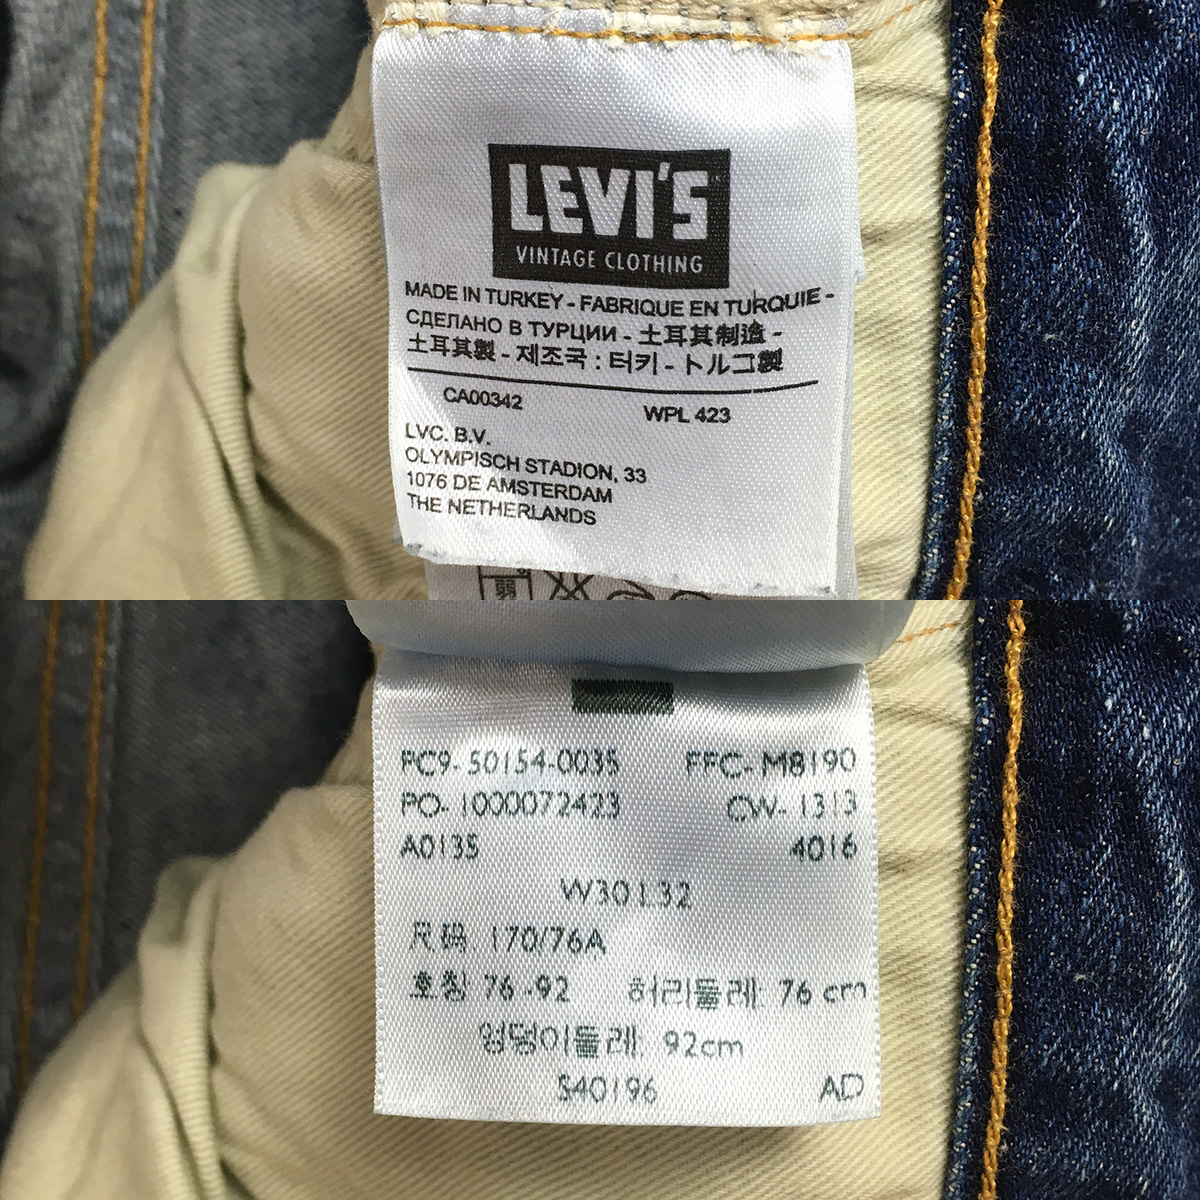 LEVI'S
VINTAGE CLOTHING
MADE IN TURKEY - FABRIQUE EN TURQUIE -
СДЕЛАНО В ТУРЦИИ - 土耳其制造 -
土耳其製 - 제조국 : 터키 - トルコ製
CA00342 WPL 423
LVC. B.V.
OLYMPISCH STADION, 33
1076 DE AMSTERDAM
THE NETHERLANDS
弱
PC9-50154-0035 FFC-M8190
PO-1000072423 CW-1313
A0135 4016
W30L32
尺码 170/76A
호칭 76-92 허리둘레: 76 cm
엉덩이둘레: 92cm
S40196 AD